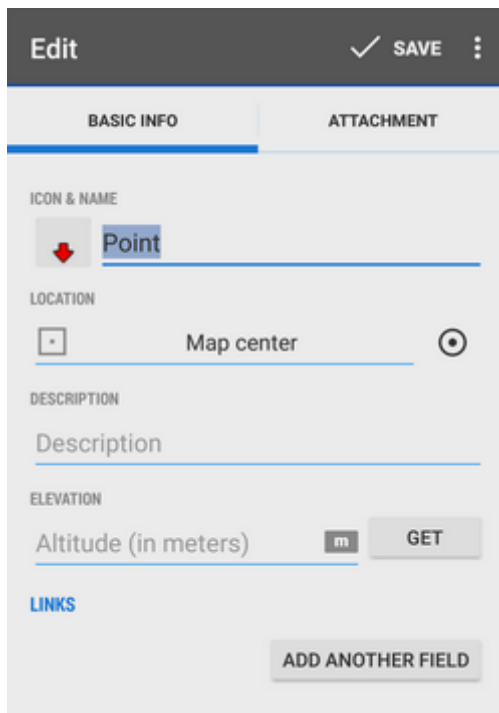 Edit SAVE
BASIC INFO ATTACHMENT
ICON & NAME
Point
LOCATION
Map center
DESCRIPTION
Description
ELEVATION
Altitude (in meters) m GET
LINKS
ADD ANOTHER FIELD